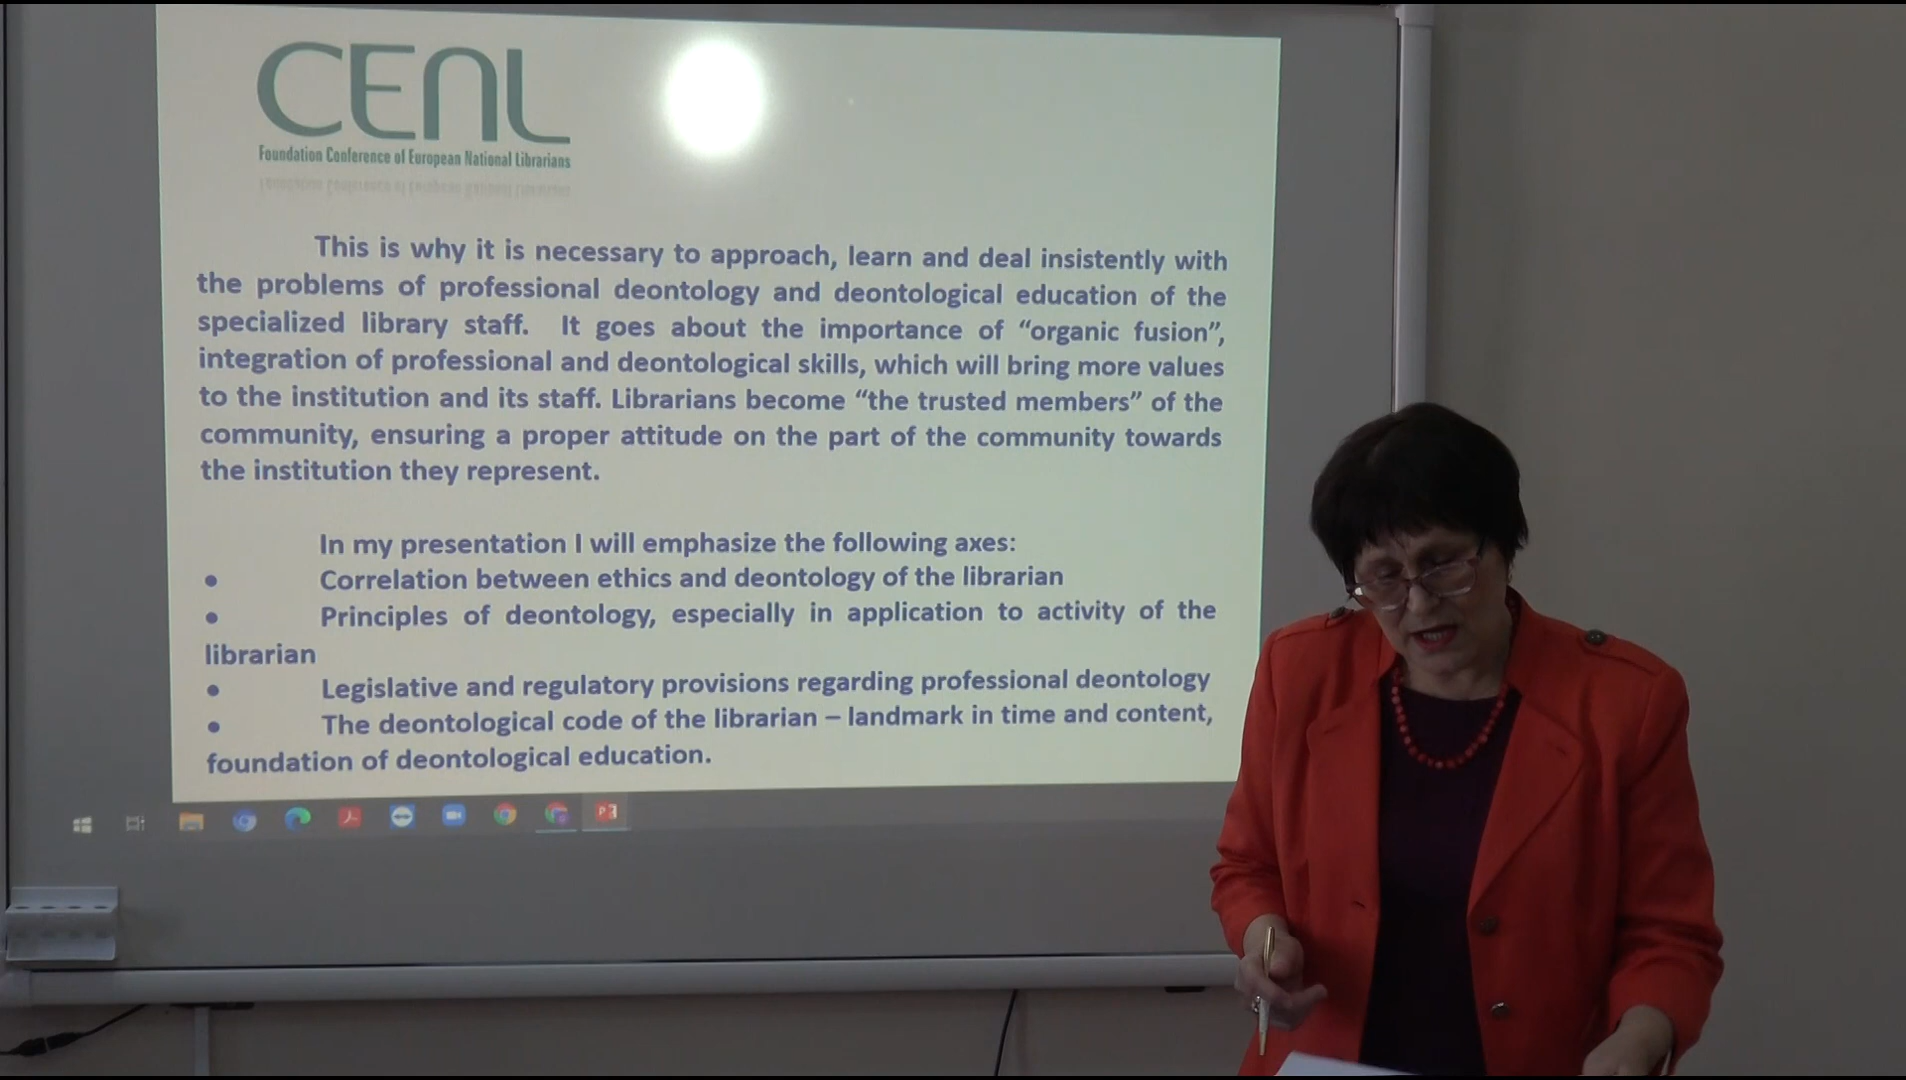 CENL
Foundation Conference of European National Librarians
This is why it is necessary to approach, learn and deal insistently with
the problems of professional deontology and deontological education of the
specialized library staff. It goes about the importance of “organic fusion”,
integration of professional and deontological skills, which will bring more values
to the institution and its staff. Librarians become “the trusted members” of the
community, ensuring a proper attitude on the part of the community towards
the institution they represent.
In my presentation I will emphasize the following axes:
• Correlation between ethics and deontology of the librarian
• Principles of deontology, especially in application to activity of the
librarian
• Legislative and regulatory provisions regarding professional deontology
• The deontological code of the librarian – landmark in time and content,
foundation of deontological education.